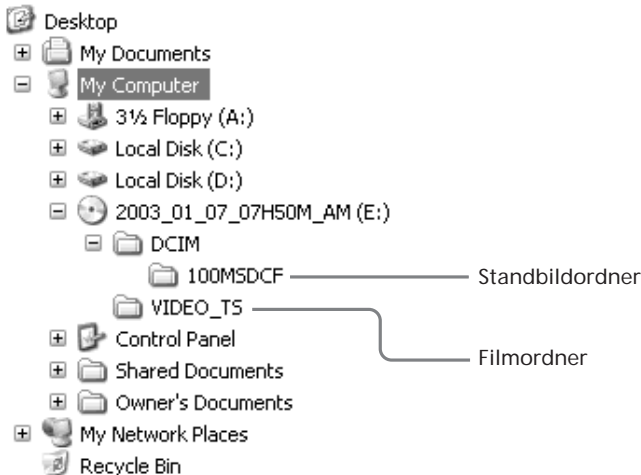 Desktop
My Documents
My Computer
3½ Floppy (A:)
Local Disk (C:)
Local Disk (D:)
2003_01_07_07H50M_AM (E:)
DCIM
100MSDCF
Standbildordner
VIDEO_TS
Filmordner
Control Panel
Shared Documents
Owner's Documents
My Network Places
Recycle Bin